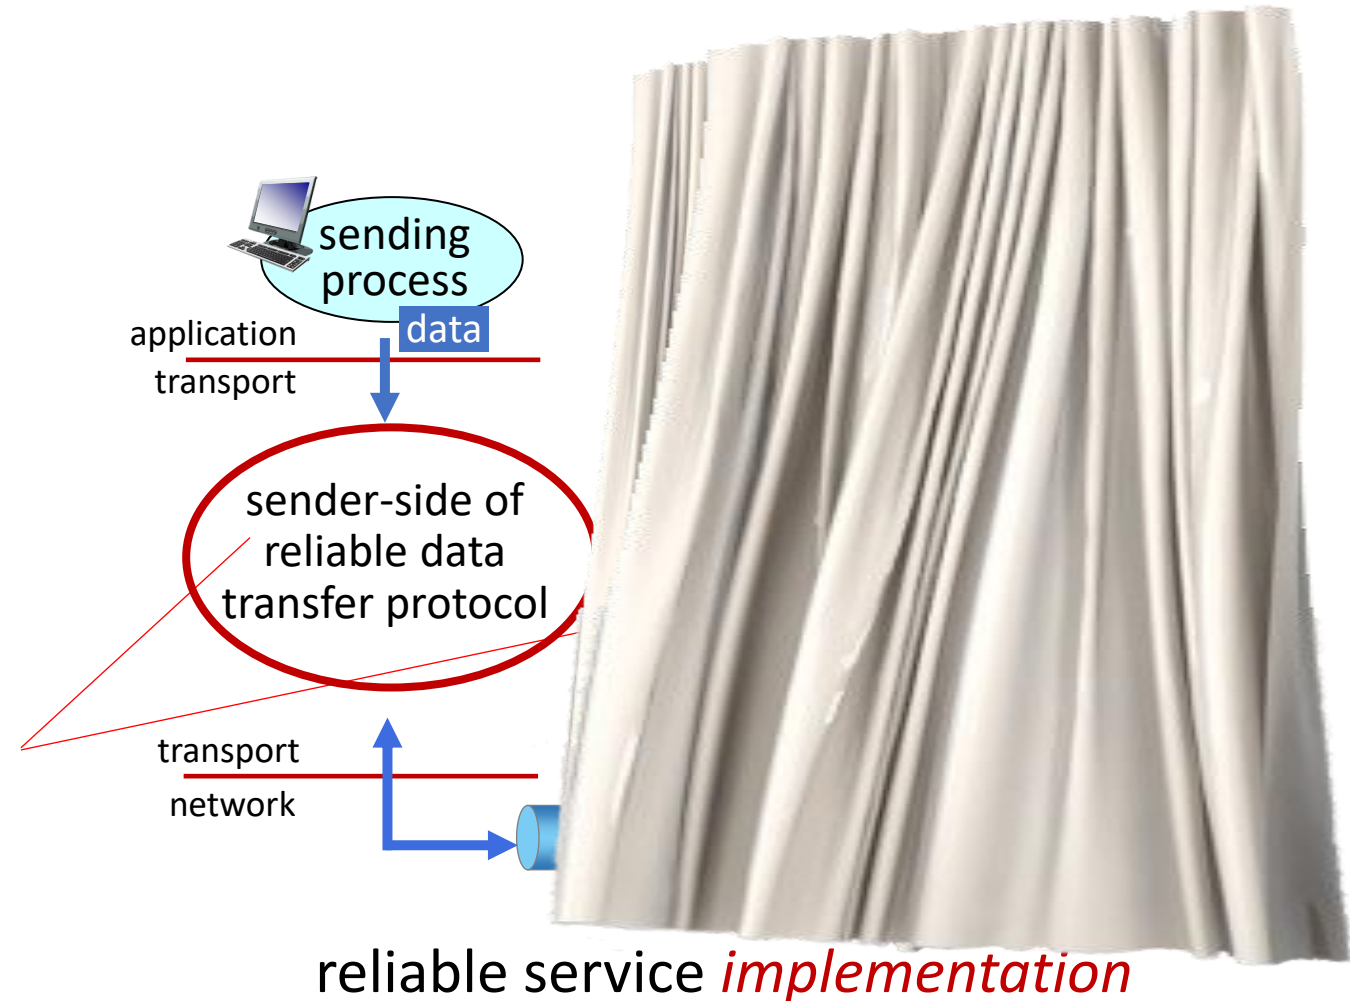 sending
process
data
application
transport
sender-side of
reliable data
transfer protocol
transport
network
reliable service implementation